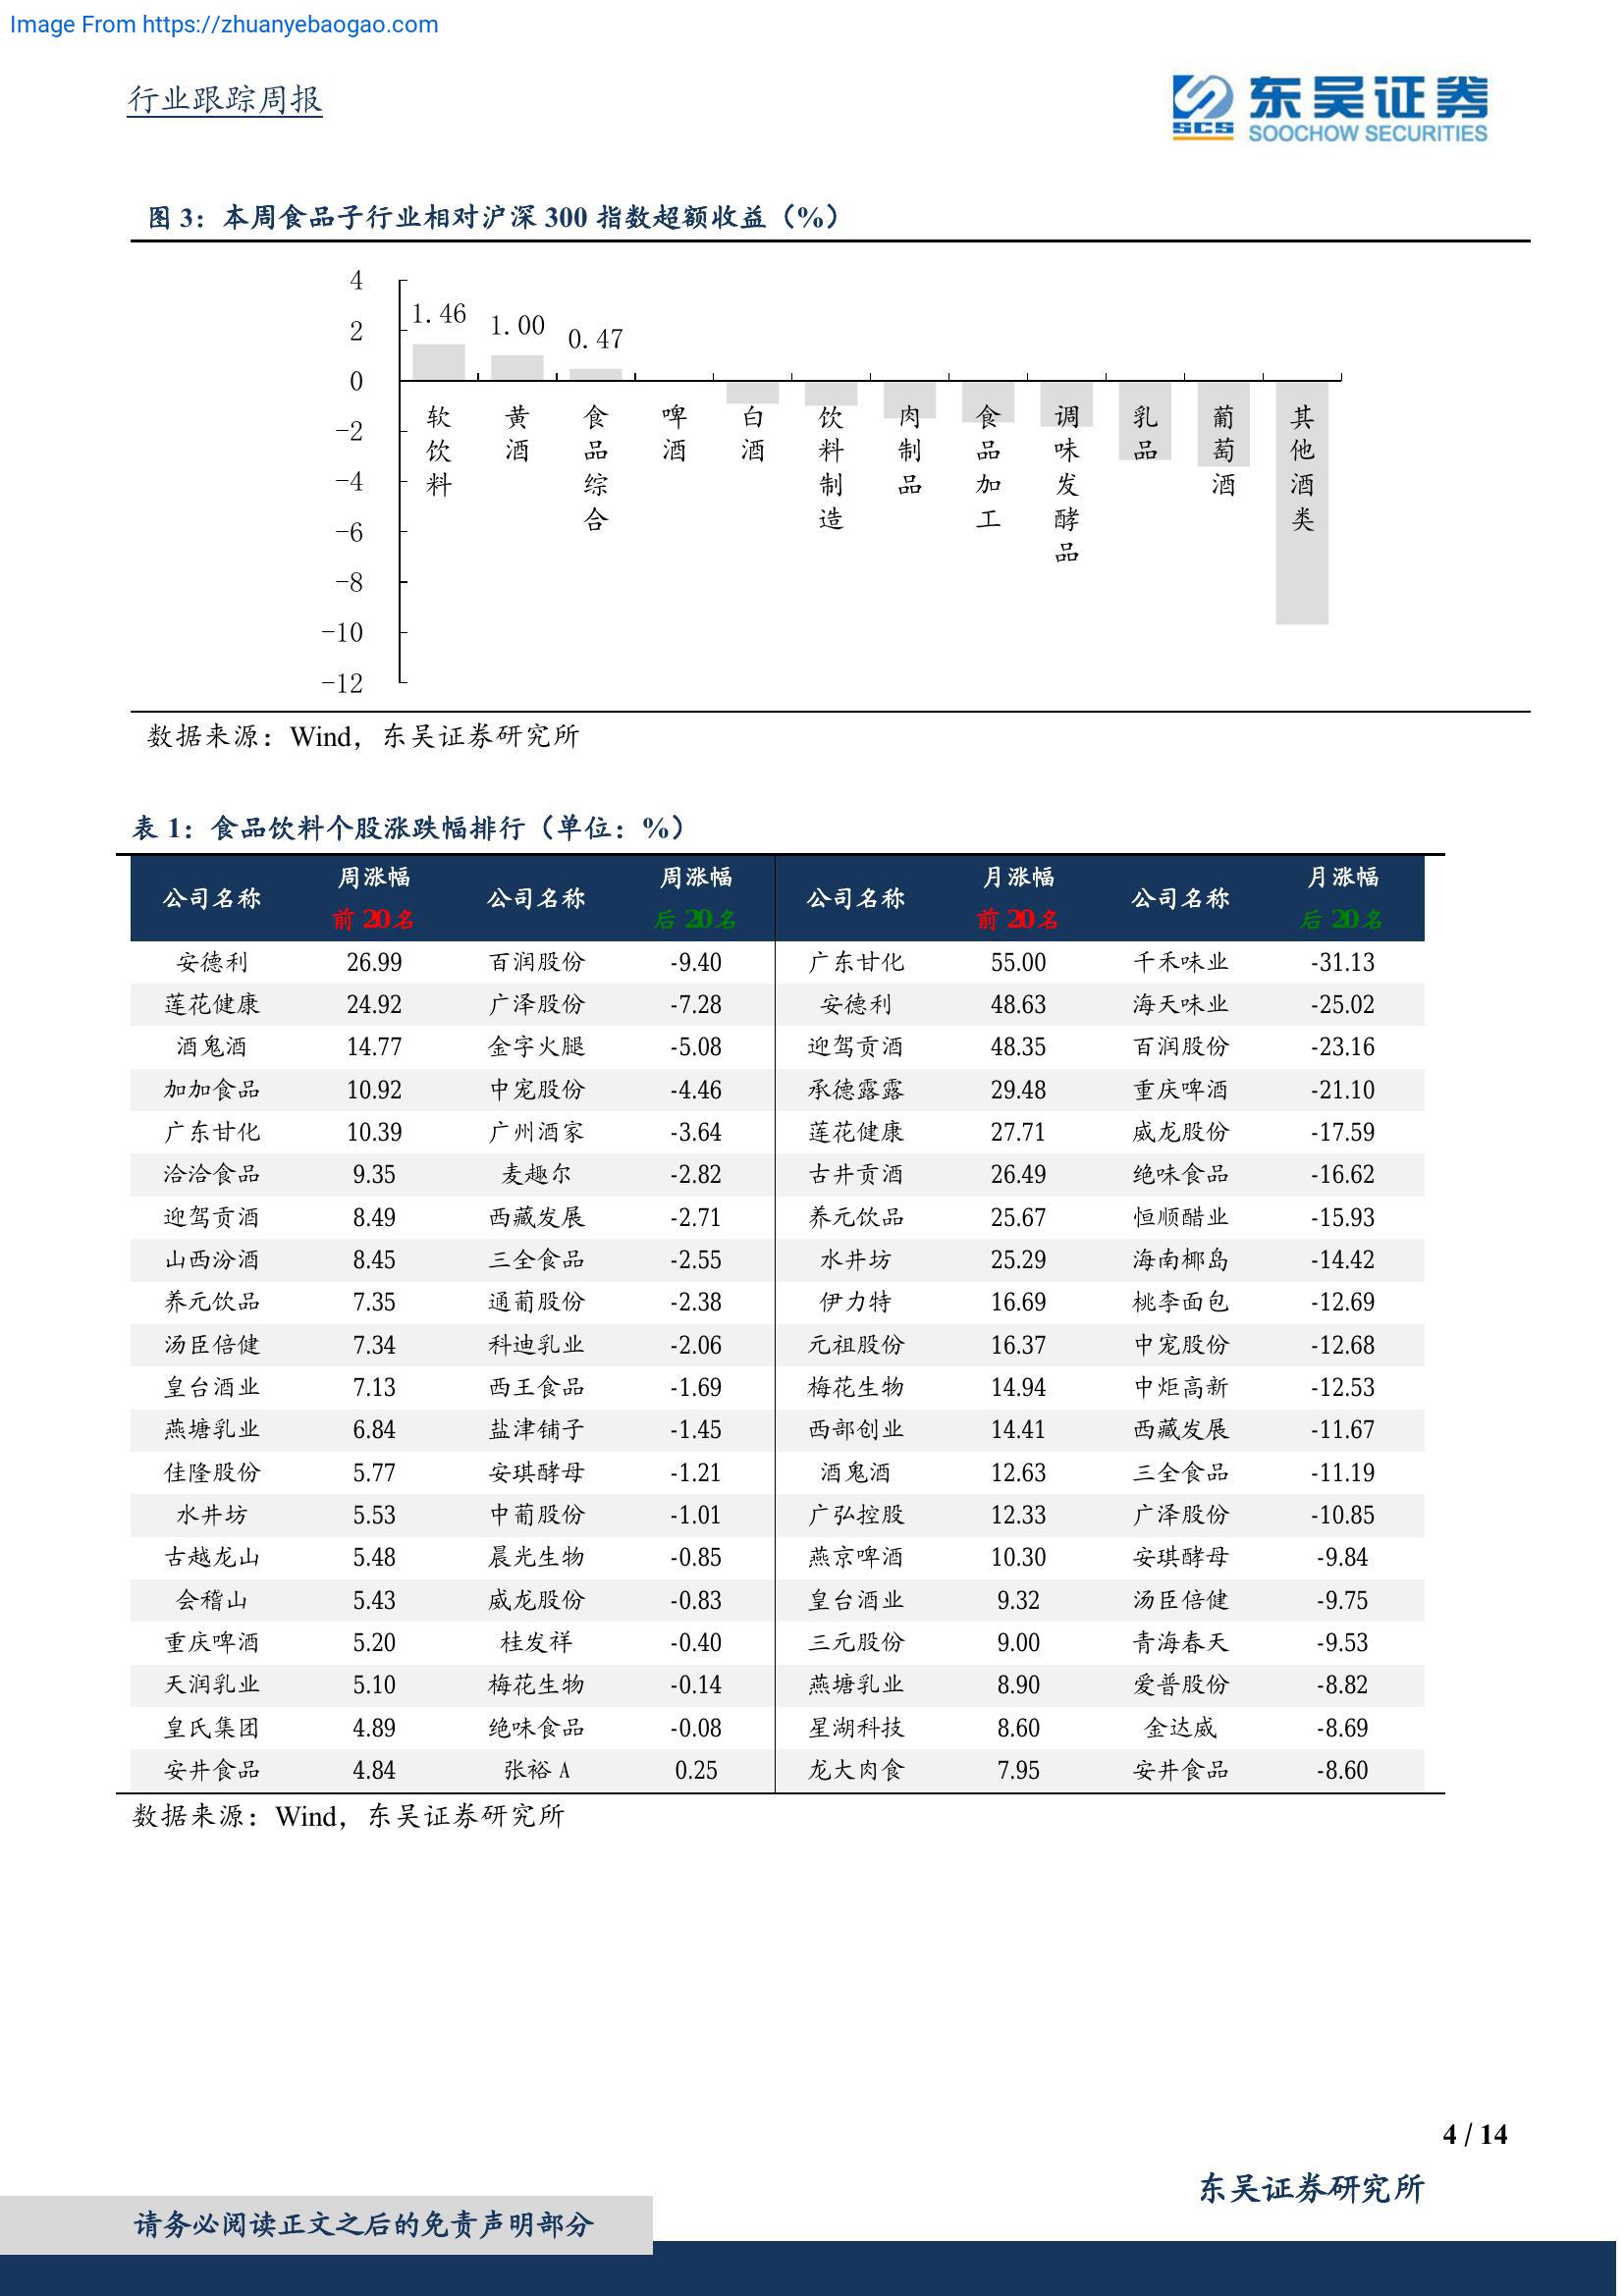 Image From https://zhuanyebaogao.com
行业跟踪周报
SCS 东吴证券
SOOCHOW SECURITIES
图 3：本周食品子行业相对沪深 300 指数超额收益（%）
4
2
0
-2
-4
-6
-8
-10
-12
1.46 1.00 0.47
软饮料 黄酒 食品综合 啤酒 白酒 饮料制造 肉制品 食品加工 调味发酵品 乳品 葡萄酒 其他酒类
数据来源：Wind，东吴证券研究所
表 1：食品饮料个股涨跌幅排行（单位：%）
公司名称 周涨幅 前 20名 公司名称 周涨幅 后 20名 公司名称 月涨幅 前 20名 公司名称 月涨幅 后 20名
安德利 26.99 百润股份 -9.40 广东甘化 55.00 千禾味业 -31.13
莲花健康 24.92 广泽股份 -7.28 安德利 48.63 海天味业 -25.02
酒鬼酒 14.77 金字火腿 -5.08 迎驾贡酒 48.35 百润股份 -23.16
加加食品 10.92 中宠股份 -4.46 承德露露 29.48 重庆啤酒 -21.10
广东甘化 10.39 广州酒家 -3.64 莲花健康 27.71 威龙股份 -17.59
洽洽食品 9.35 麦趣尔 -2.82 古井贡酒 26.49 绝味食品 -16.62
迎驾贡酒 8.49 西藏发展 -2.71 养元饮品 25.67 恒顺醋业 -15.93
山西汾酒 8.45 三全食品 -2.55 水井坊 25.29 海南椰岛 -14.42
养元饮品 7.35 通葡股份 -2.38 伊力特 16.69 桃李面包 -12.69
汤臣倍健 7.34 科迪乳业 -2.06 元祖股份 16.37 中宠股份 -12.68
皇台酒业 7.13 西王食品 -1.69 梅花生物 14.94 中炬高新 -12.53
燕塘乳业 6.84 盐津铺子 -1.45 西部创业 14.41 西藏发展 -11.67
佳隆股份 5.77 安琪酵母 -1.21 酒鬼酒 12.63 三全食品 -11.19
水井坊 5.53 中葡股份 -1.01 广弘控股 12.33 广泽股份 -10.85
古越龙山 5.48 晨光生物 -0.85 燕京啤酒 10.30 安琪酵母 -9.84
会稽山 5.43 威龙股份 -0.83 皇台酒业 9.32 汤臣倍健 -9.75
重庆啤酒 5.20 桂发祥 -0.40 三元股份 9.00 青海春天 -9.53
天润乳业 5.10 梅花生物 -0.14 燕塘乳业 8.90 爱普股份 -8.82
皇氏集团 4.89 绝味食品 -0.08 星湖科技 8.60 金达威 -8.69
安井食品 4.84 张裕 A 0.25 龙大肉食 7.95 安井食品 -8.60
数据来源：Wind，东吴证券研究所
4 / 14
东吴证券研究所
请务必阅读正文之后的免责声明部分